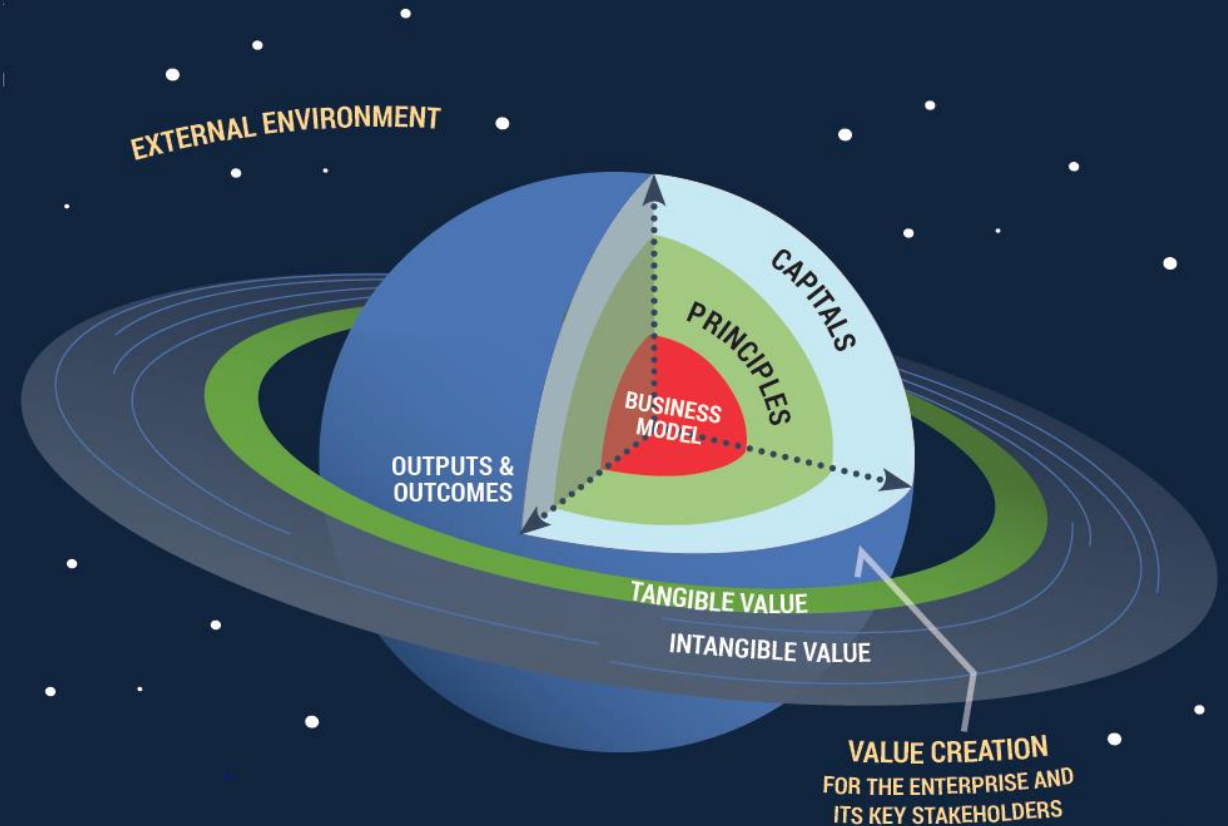 EXTERNAL ENVIRONMENT
CAPITALS
PRINCIPLES
BUSINESS
MODEL
OUTPUTS &
OUTCOMES
TANGIBLE VALUE
INTANGIBLE VALUE
VALUE CREATION
FOR THE ENTERPRISE AND
ITS KEY STAKEHOLDERS